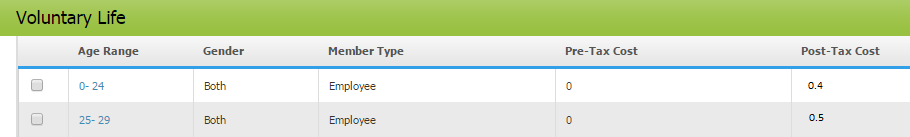 Voluntary Life
Age Range Gender Member Type Pre-Tax Cost Post-Tax Cost
0- 24 Both Employee 0 0.4
25- 29 Both Employee 0 0.5